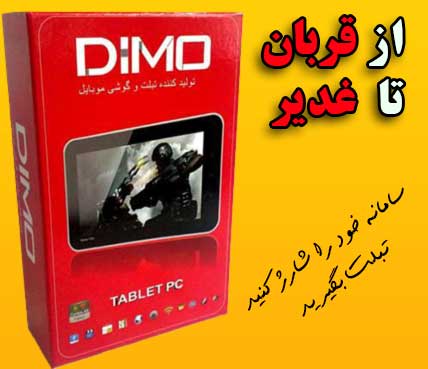 از قربان
تا غدیر
DiMO
تولید کننده تبلت و گوشی موبایل
سامانه خود را شارژ کنید
تبلت بگیرید
DiMO
TABLET PC